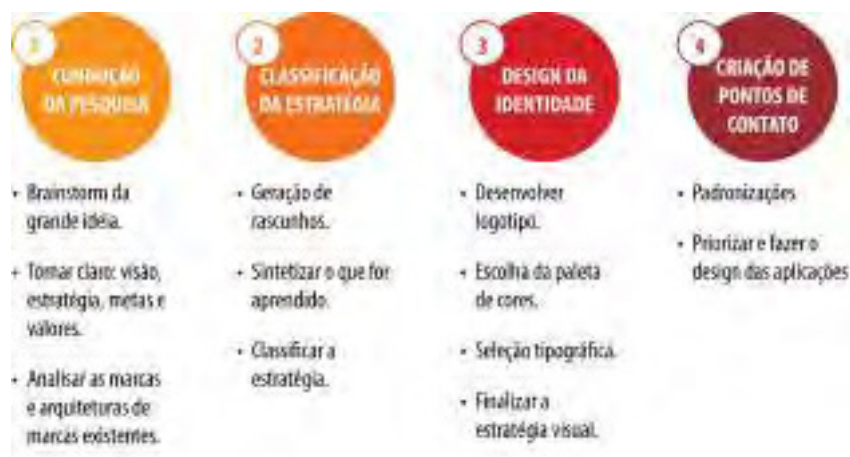 1
CONDUÇÃO
DA PESQUISA
• Brainstorm da
grande idéia.
• Tornar claro: visão,
estratégia, metas e
valores.
• Analisar as marcas
e arquiteturas de
marcas existentes.
2
CLASSIFICAÇÃO
DA ESTRATÉGIA
• Geração de
rascunhos.
• Sintetizar o que for
aprendido.
• Classificar a
estratégia.
3
DESIGN DA
IDENTIDADE
• Desenvolver
logotipo.
• Escolha da paleta
de cores.
• Seleção tipográfica.
• Finalizar a
estratégia visual.
4
CRIAÇÃO DE
PONTOS DE
CONTATO
• Padronizações
• Priorizar e fazer o
design das aplicações